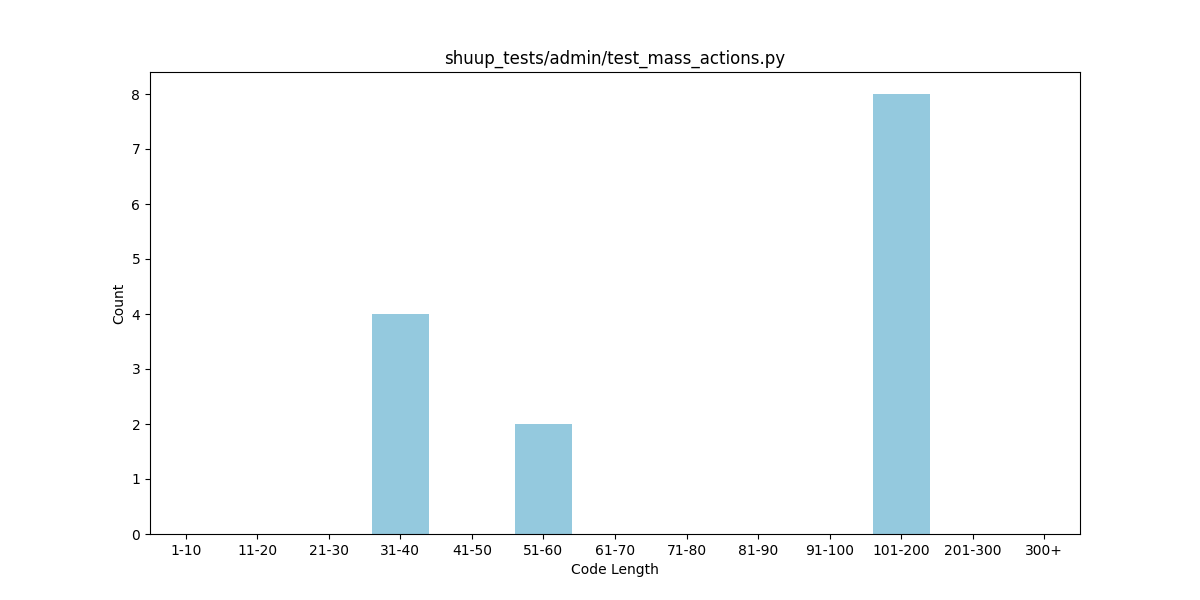 shuup_tests/admin/test_mass_actions.py
8
7
6
5
4
3
2
1
0
Count
1-10 11-20 21-30 31-40 41-50 51-60 61-70 71-80 81-90 91-100 101-200 201-300 300+
Code Length